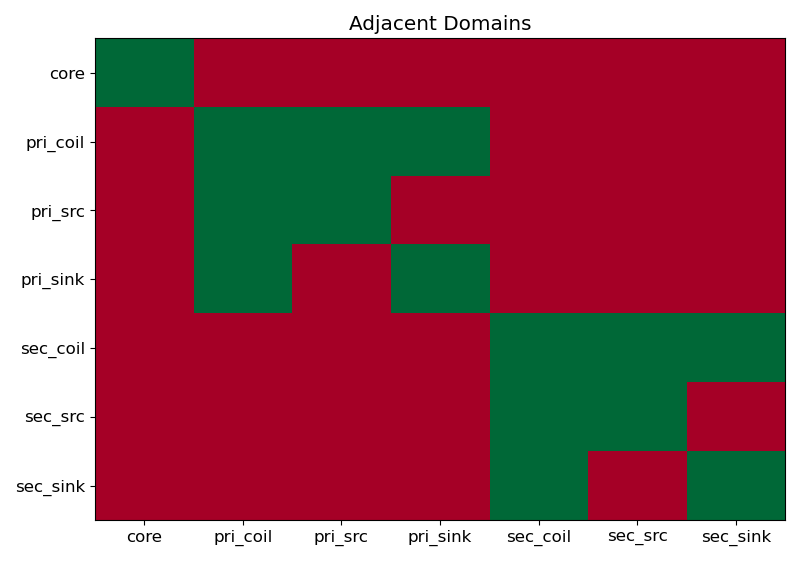 Adjacent Domains
core
pri_coil
pri_src
pri_sink
sec_coil
sec_src
sec_sink
core pri_coil pri_src pri_sink sec_coil sec_src sec_sink